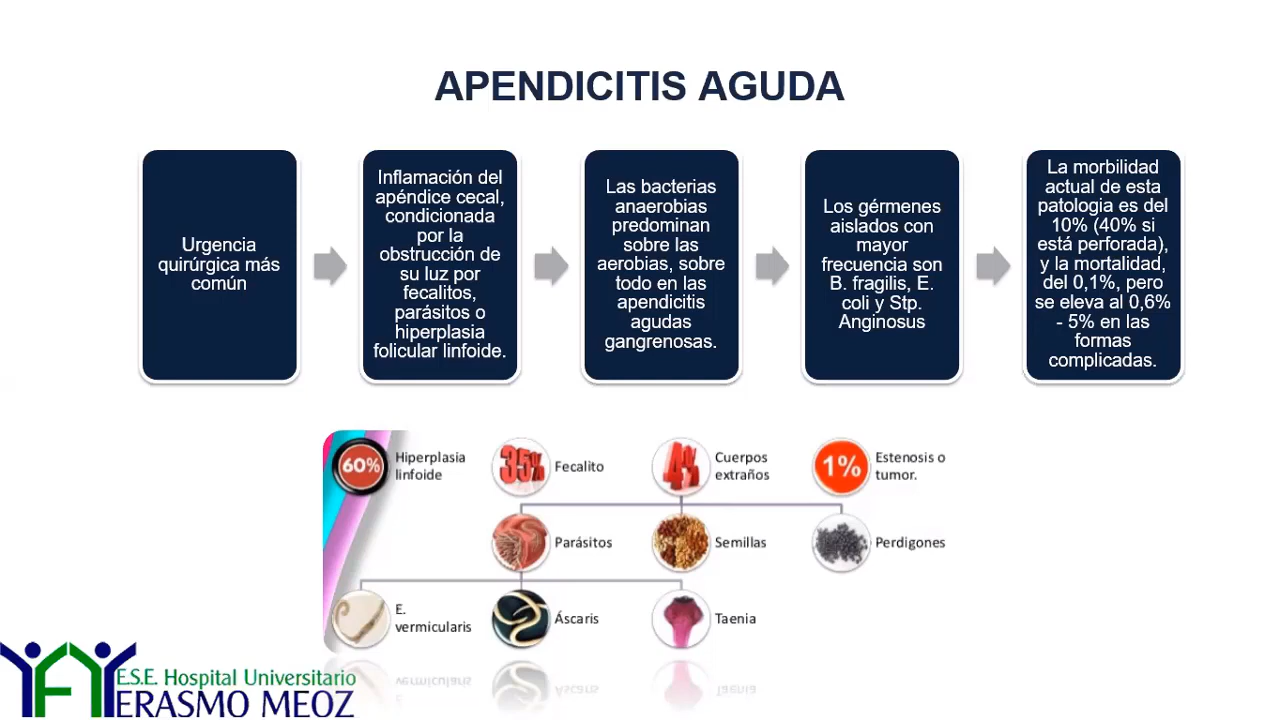 APENDICITIS AGUDA
Urgencia
quirúrgica más
común
Inflamación del
apéndice cecal,
condicionada
por la
obstrucción de
su luz por
fecalitos,
parásitos o
hiperplasia
folicular linfoide.
Las bacterias
anaerobias
predominan
sobre las
aerobias, sobre
todo en las
apendicitis
agudas
gangrenosas.
Los gérmenes
aislados con
mayor
frecuencia son
B. fragilis, E.
coli y Stp.
Anginosus
La morbilidad
actual de esta
patologia es del
10% (40% si
está perforada),
y la mortalidad,
del 0,1%, pero
se eleva al 0,6%
- 5% en las
formas
complicadas.
60%
Hiperplasia
linfoide
35%
Fecalito
4%
Cuerpos
extraños
1%
Estenosis o
tumor.
Parásitos
Semillas
Perdigones
E.
vermicularis
Áscaris
Taenia
E.S.E. Hospital Universitario
ERASMO MEOZ